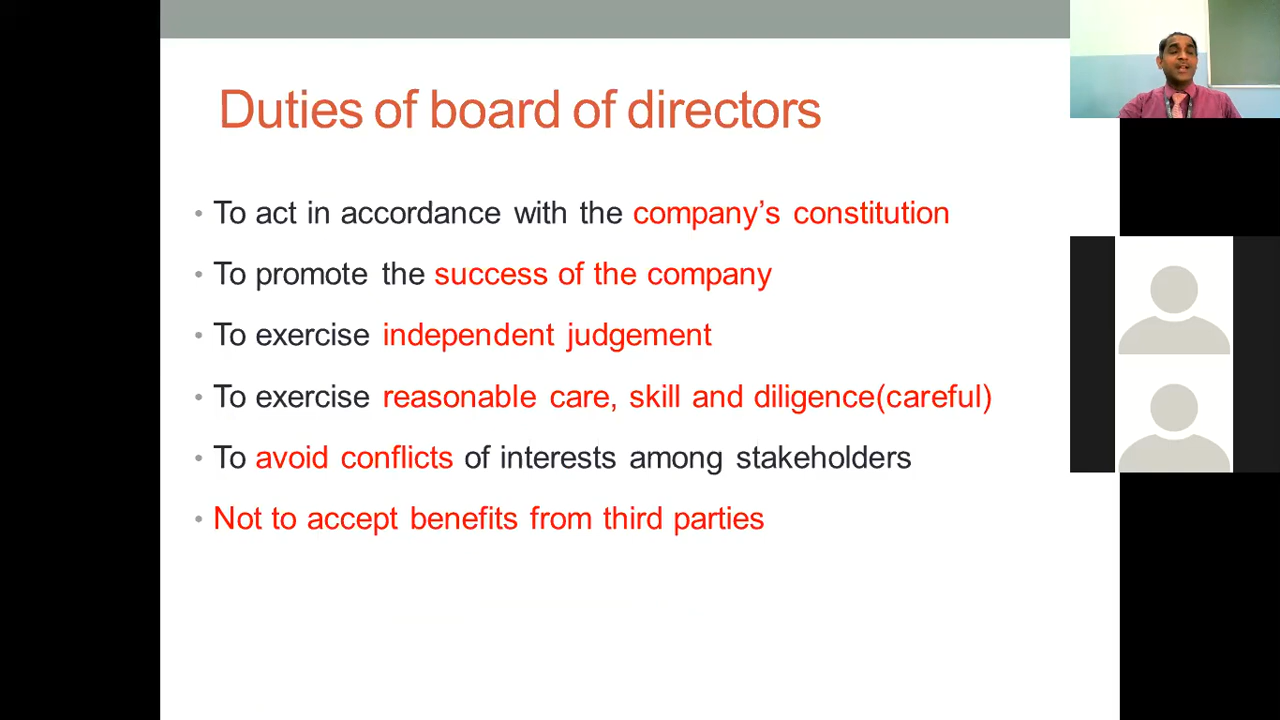 Duties of board of directors
• To act in accordance with the company’s constitution
• To promote the success of the company
• To exercise independent judgement
• To exercise reasonable care, skill and diligence(careful)
• To avoid conflicts of interests among stakeholders
• Not to accept benefits from third parties